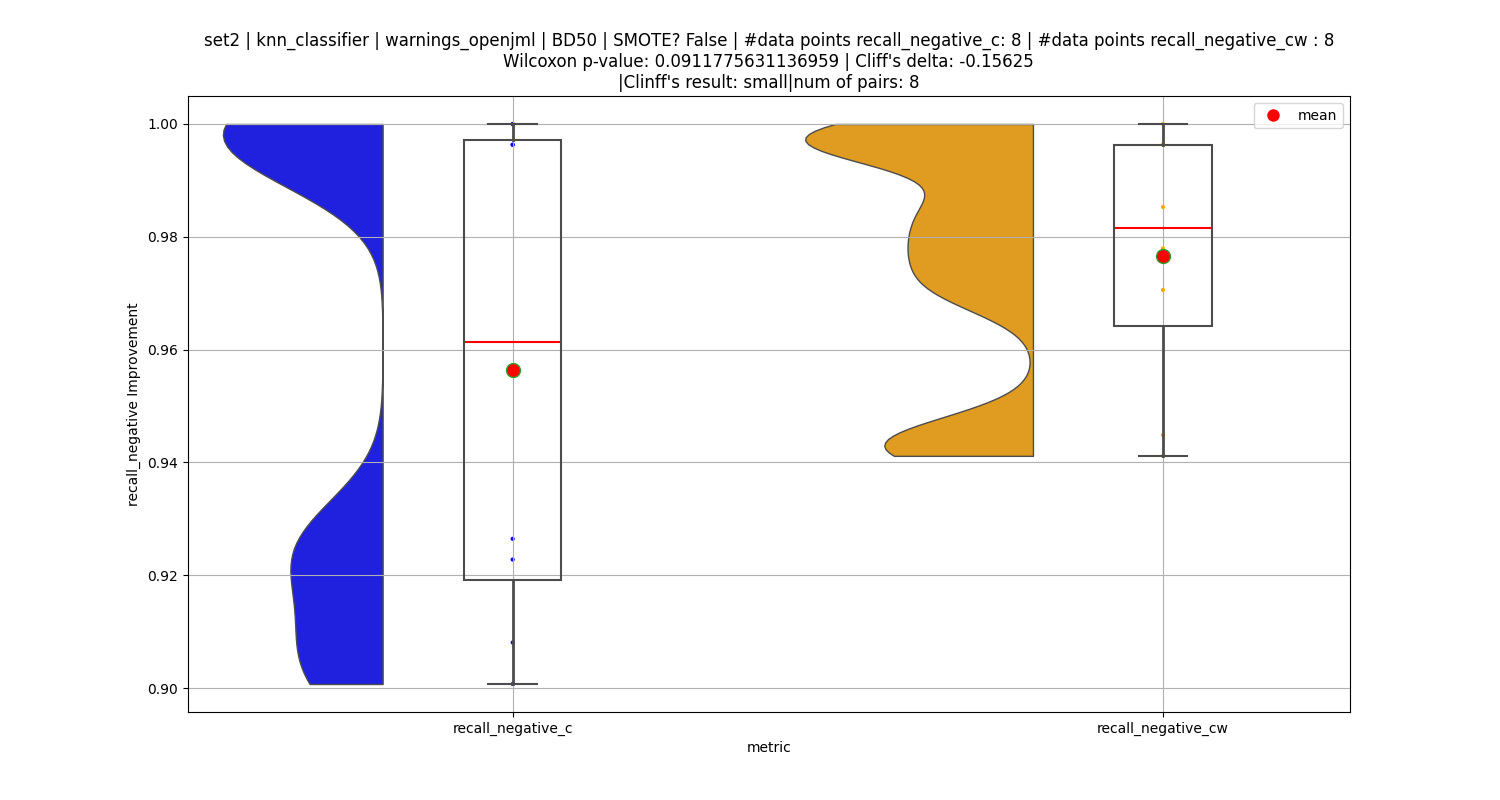 set2 | knn_classifier | warnings_openjml | BD50 | SMOTE? False | #data points recall_negative_c: 8 | #data points recall_negative_cw : 8
Wilcoxon p-value: 0.0911775631136959 | Cliff's delta: -0.15625
|Clinff's result: small|num of pairs: 8
mean
1.00
0.98
0.96
0.94
0.92
0.90
recall_negative Improvement
recall_negative_c
recall_negative_cw
metric